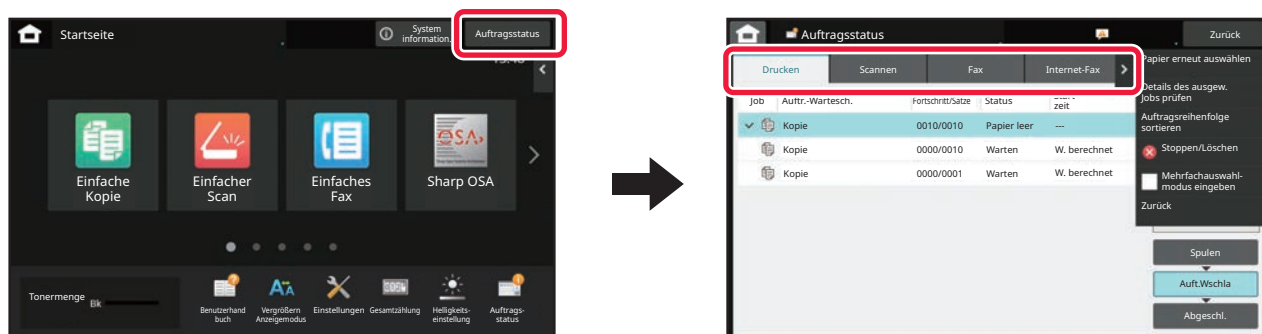 Startseite
System
information.
Auftragsstatus
Einfache
Kopie
Einfacher
Scan
Einfaches
Fax
OSA
Sharp OSA
Tonermenge
Bk
Benutzerhand
buch
Vergrößern
Anzeigemodus
Einstellungen
Gesamtzählung
Helligkeits-
einstellung
Auftrags-
status
Auftragsstatus
Zurück
Drucken
Scannen
Fax
Internet-Fax
Papier erneut auswählen
Details des ausgew.
Jobs prüfen
Auftragsreihenfolge
sortieren
Stoppen/Löschen
Mehrfachauswahl-
modus eingeben
Zurück
Job Auftr.-Wartesch. Fortschritt/Sätze Status
zeit
Kopie 0010/0010 Papier leer ---
Kopie 0000/0010 Warten W. berechnet
Kopie 0000/0001 Warten W. berechnet
Spulen
Auft.Wschla
Abgeschl.